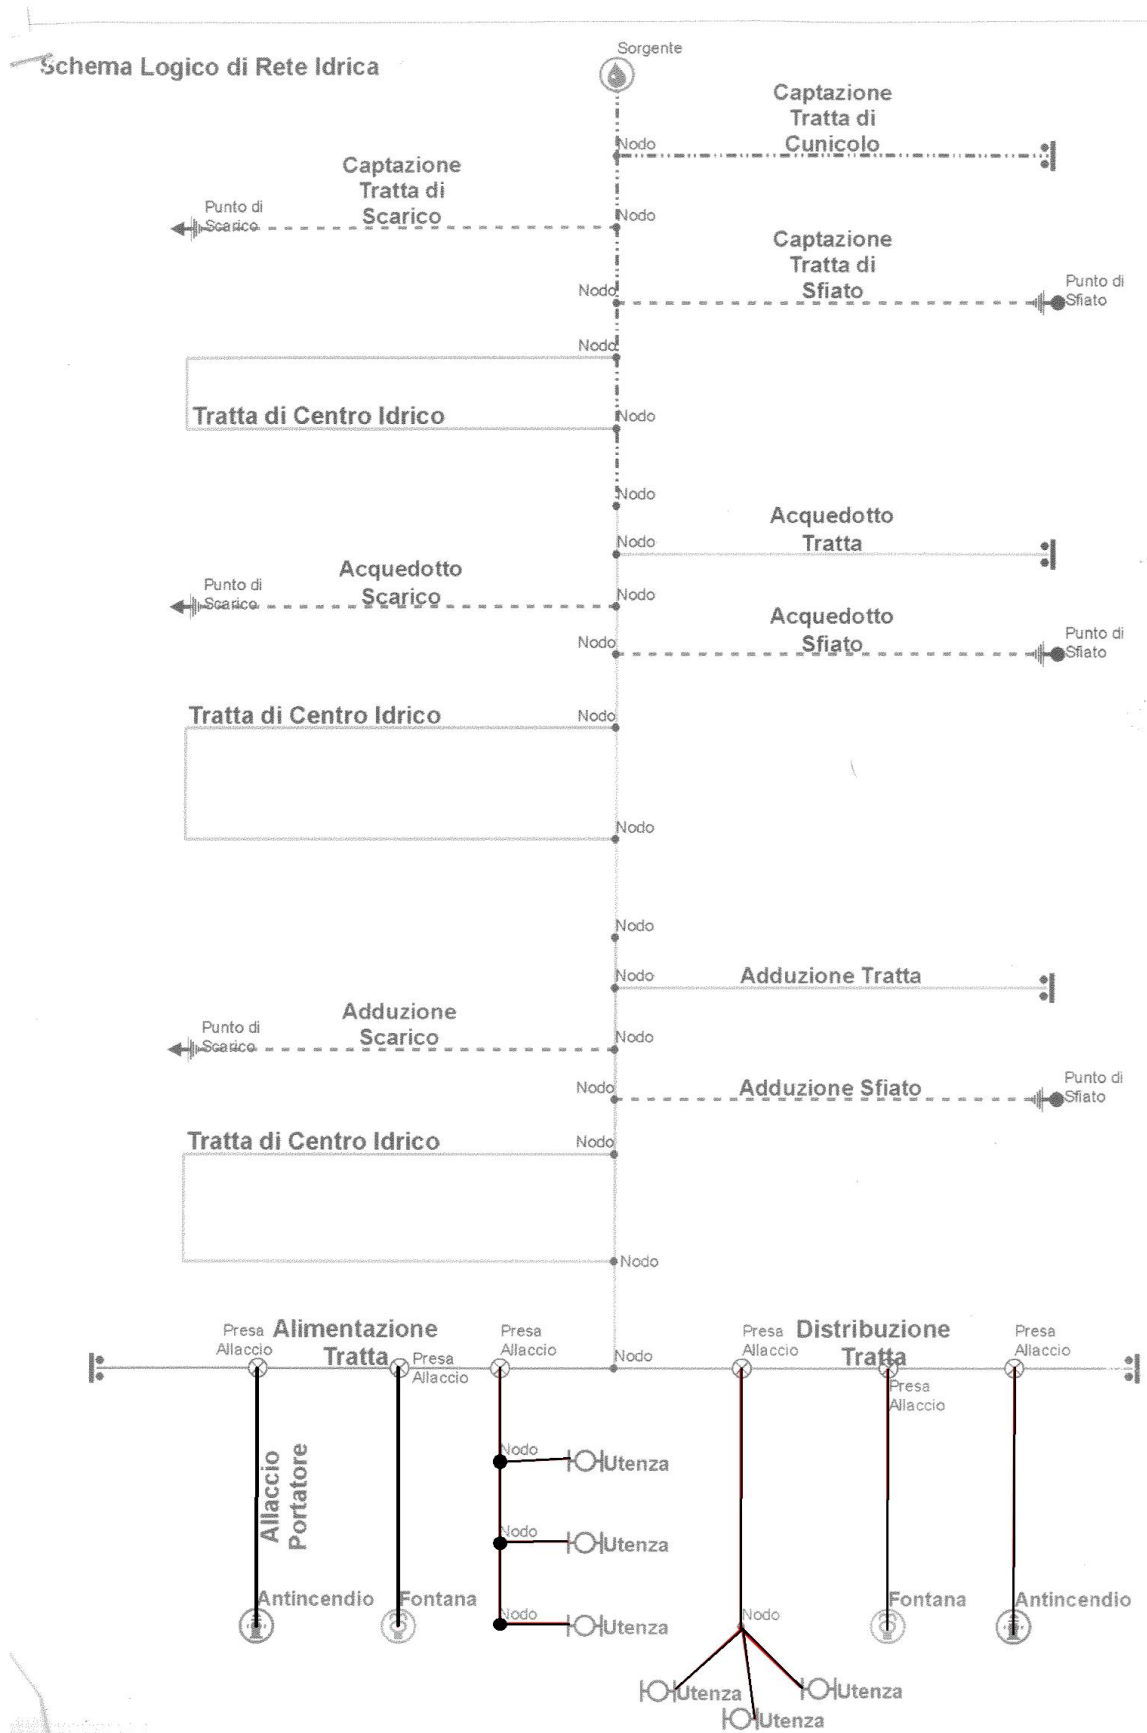 Sorgente
Schema Logico di Rete Idrica
Captazione
Tratta di
Cunicolo
Nodo
Captazione
Tratta di
Scarico
Punto di
Scarico
Nodo
Captazione
Tratta di
Sfiato
Nodo
Punto di
Sfiato
Nodo
Tratta di Centro Idrico
Nodo
Nodo
Acquedotto
Tratta
Nodo
Acquedotto
Scarico
Punto di
Scarico
Nodo
Acquedotto
Sfiato
Nodo
Punto di
Sfiato
Tratta di Centro Idrico
Nodo
Nodo
Nodo
Nodo
Adduzione Tratta
Adduzione
Scarico
Punto di
Scarico
Nodo
Nodo
Adduzione Sfiato
Punto di
Sfiato
Tratta di Centro Idrico
Nodo
Nodo
Presa
Allaccio
Alimentazione
Tratta
Presa
Allaccio
Presa
Allaccio
Nodo
Presa
Allaccio
Distribuzione
Tratta
Presa
Allaccio
Presa
Allaccio
Allaccio
Portatore
Nodo
Utenza
Nodo
Utenza
Antincendio
Fontana
Nodo
Utenza
Nodo
Fontana
Antincendio
Utenza
Utenza
Utenza